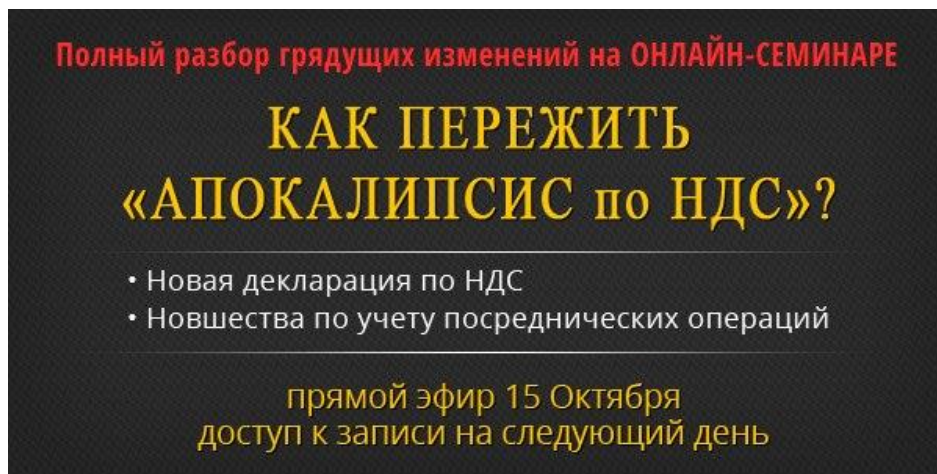 Полный разбор грядущих изменений на ОНЛАЙН-СЕМИНАРЕ
КАК ПЕРЕЖИТЬ
«АПОКАЛИПСИС по НДС»?
• Новая декларация по НДС
• Новшества по учету посреднических операций
прямой эфир 15 Октября
доступ к записи на следующий день